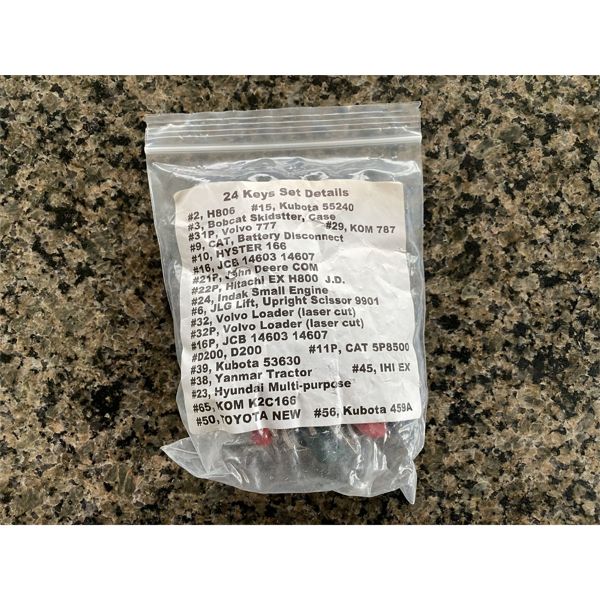 24 Keys Set Details
#2, H806 #15, Kubota 55240
#3, Bobcat Skidstter, Case
#31P, Volvo 777 #29, KOM 787
#9, CAT, Battery Disconnect
#10, HYSTER 166
#16, JCB 14603 14607
#21P, John Deere COM
#22P, Hitachi EX H800 J.D.
#24, Indak Small Engine
#6, JLG Lift, Upright Scissor 9901
#32, Volvo Loader (laser cut)
#32P, Volvo Loader (laser cut)
#16P, JCB 14603 14607
#D200, D200 #11P, CAT 5P8500
#39, Kubota 53630
#38, Yanmar Tractor #45, IHI EX
#23, Hyundai Multi-purpose
#65, KOM K2C166
#50, TOYOTA NEW #56, Kubota 459A